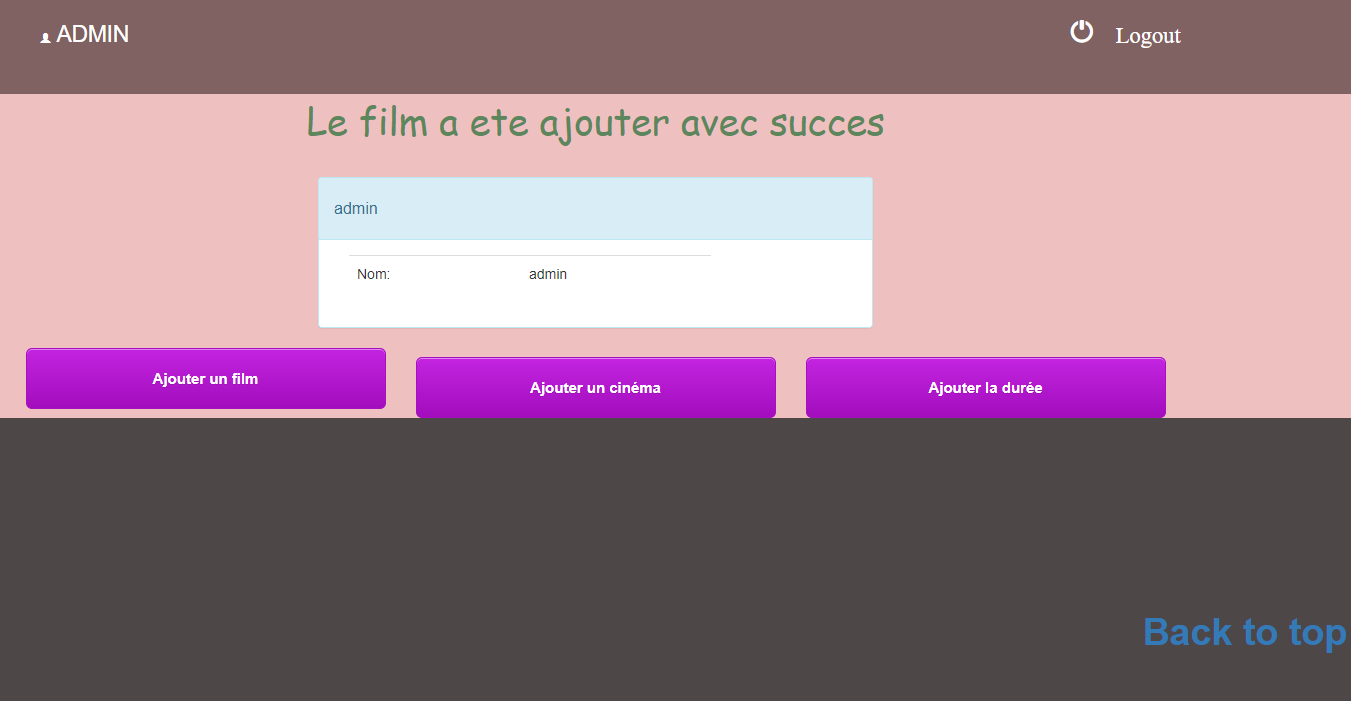 ADMIN
Logout
Le film a ete ajouter avec succes
admin
Nom: admin
Ajouter un film
Ajouter un cinéma
Ajouter la durée
Back to top